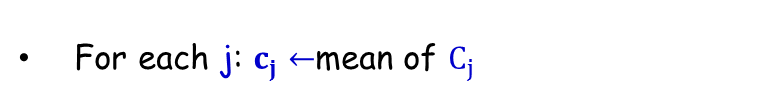 • For each j: cⱼ ←mean of Cⱼ